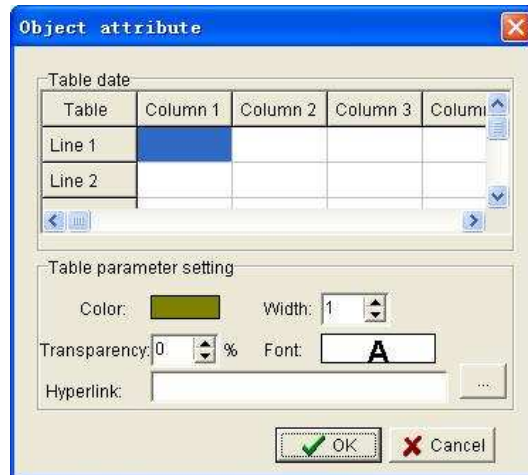 Object attribute
Table date
Table Column 1 Column 2 Column 3 Colum
Line 1
Line 2
Table parameter setting
Color: Width: 1
Transparency: 0 % Font: A
Hyperlink: ...
OK Cancel